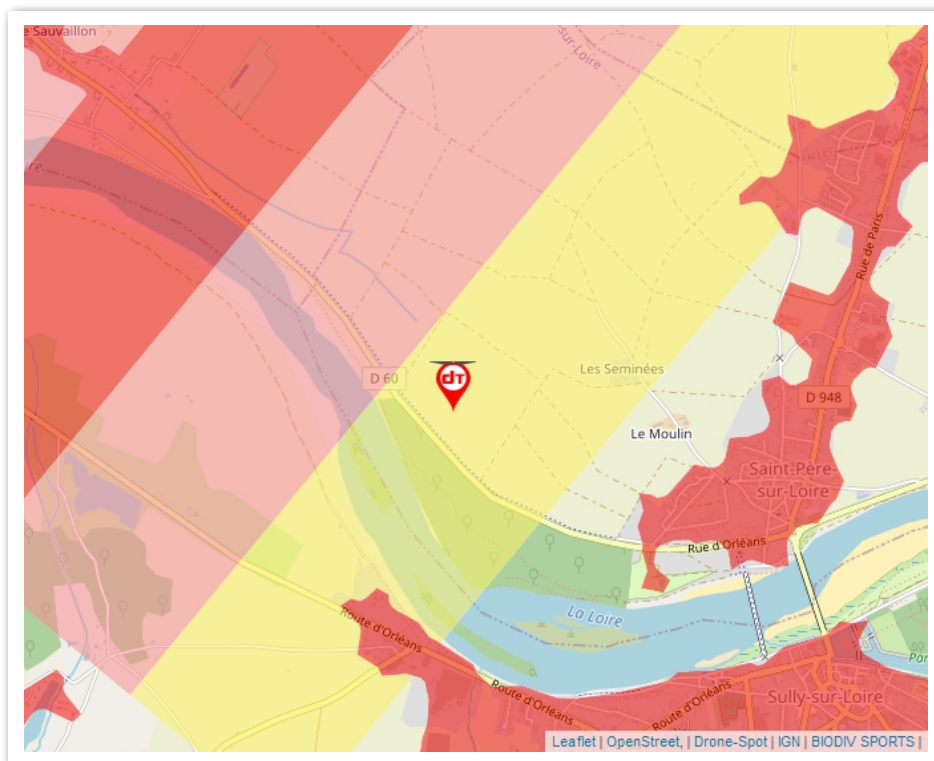 Sauvaillon
sur-Loire
D 60
Les Seminées
Rue de Paris
D 948
Le Moulin
Saint-Père-
sur-Loire
Rue d'Orléans
La Loire
Route d'Orléans
Route d'Orléans
Route d'Orléans
Sully-sur-Loire
Leaflet | OpenStreet, | Drone-Spot | IGN | BIODIV SPORTS |